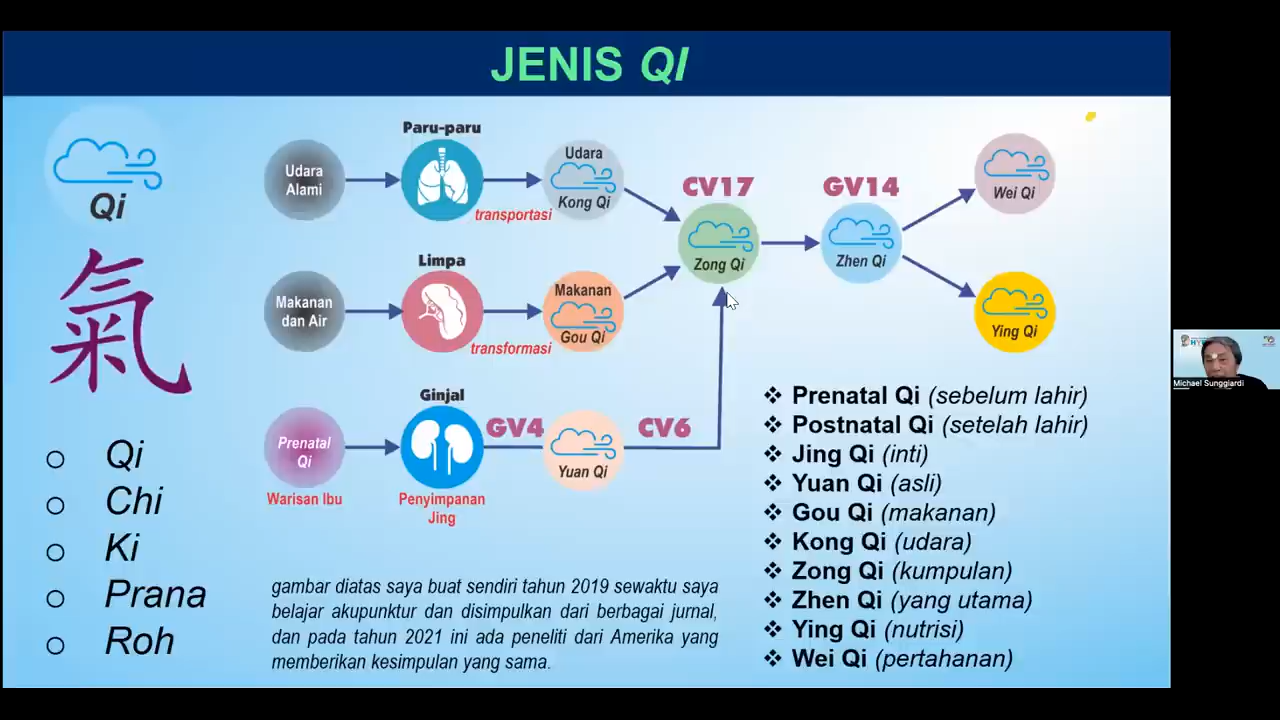 JENIS QI
Qi
氣
Qi
Chi
Ki
Prana
Roh
Udara
Alami
Paru-paru
transportasi
Udara
Kong Qi
Makanan
dan Air
Limpa
transformasi
Makanan
Gou Qi
Prenatal
Qi
Warisan Ibu
Ginjal
Penyimpanan
Jing
GV4
Yuan Qi
CV6
CV17
Zong Qi
GV14
Zhen Qi
Wei Qi
Ying Qi
gambar diatas saya buat sendiri tahun 2019 sewaktu saya
belajar akupunktur dan disimpulkan dari berbagai jurnal,
dan pada tahun 2021 ini ada peneliti dari Amerika yang
memberikan kesimpulan yang sama.
Prenatal Qi (sebelum lahir)
Postnatal Qi (setelah lahir)
Jing Qi (inti)
Yuan Qi (asli)
Gou Qi (makanan)
Kong Qi (udara)
Zong Qi (kumpulan)
Zhen Qi (yang utama)
Ying Qi (nutrisi)
Wei Qi (pertahanan)
Michael Sunggiardi